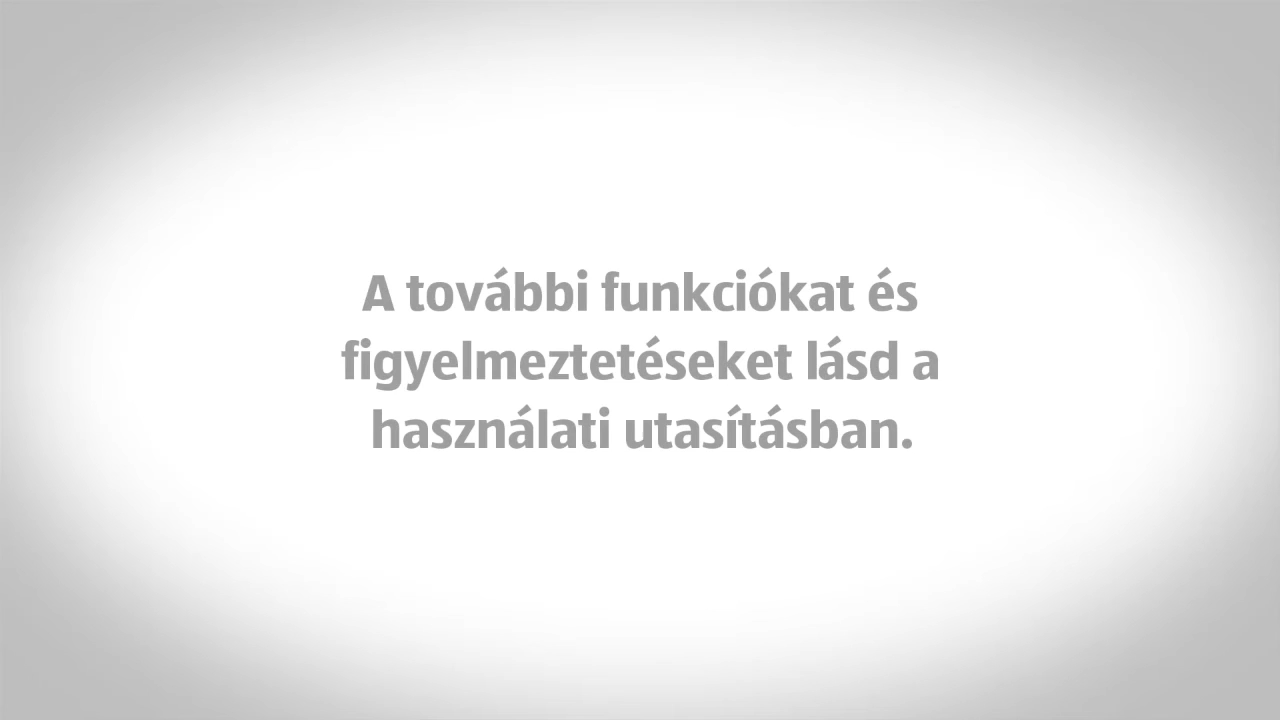 A további funkciókat és
figyelmeztetéseket lásd a
használati utasításban.